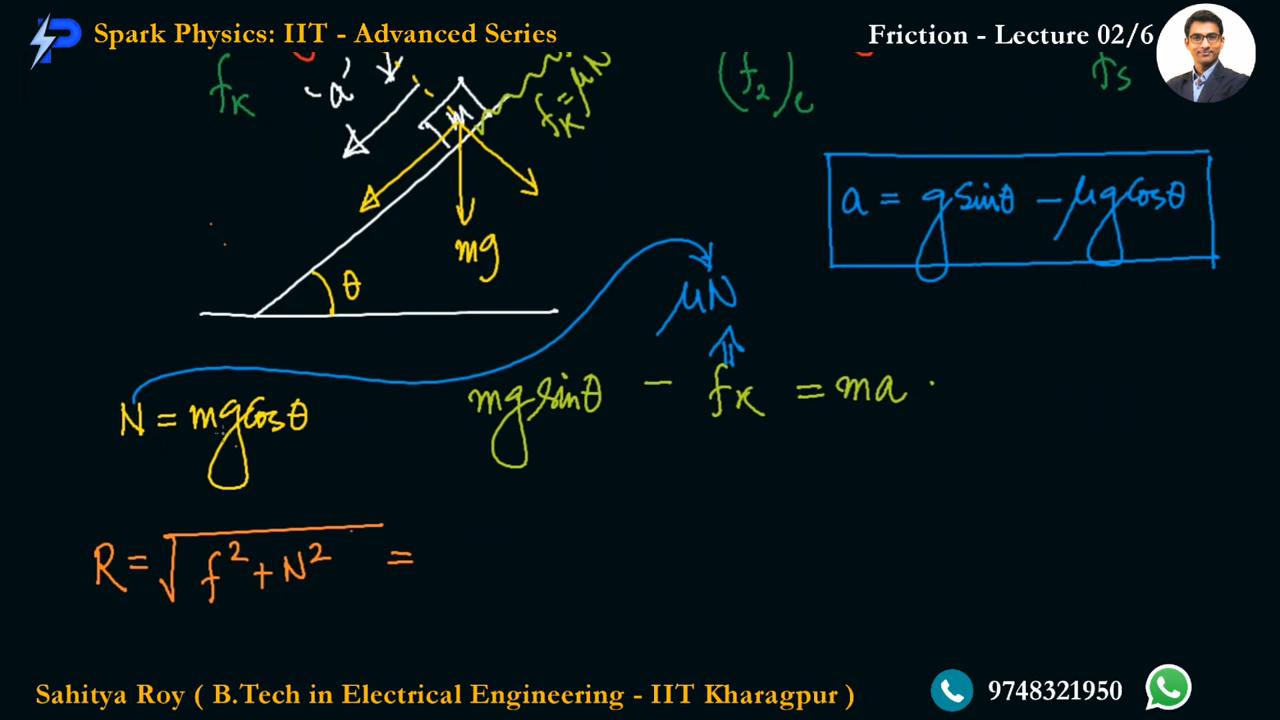 Spark Physics: IIT - Advanced Series
Friction - Lecture 02/6
fₖ
a'
fₖ = μN
(f₂)ₗ
fₛ
M
mg
θ
a = g sinθ - μg cosθ
μN
mg sinθ - fₖ = ma
N = mg cosθ
R = √(f² + N²) =
Sahitya Roy ( B.Tech in Electrical Engineering - IIT Kharagpur )
9748321950